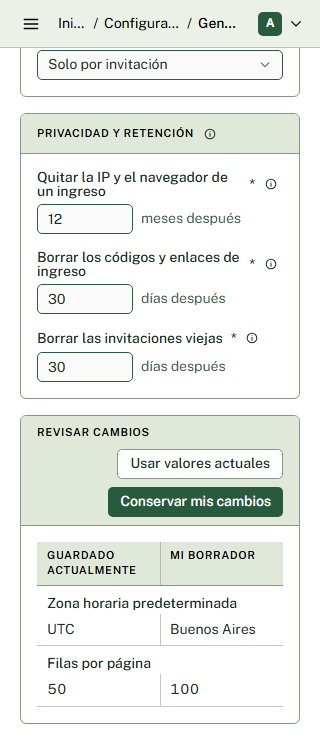 Ini... / Configura... / Gen... A
Solo por invitación
PRIVACIDAD Y RETENCIÓN
Quitar la IP y el navegador de
un ingreso *
12 meses después
Borrar los códigos y enlaces de
ingreso *
30 días después
Borrar las invitaciones viejas *
30 días después
REVISAR CAMBIOS
Usar valores actuales
Conservar mis cambios
GUARDADO
ACTUALMENTE
MI BORRADOR
Zona horaria predeterminada
UTC Buenos Aires
Filas por página
50 100